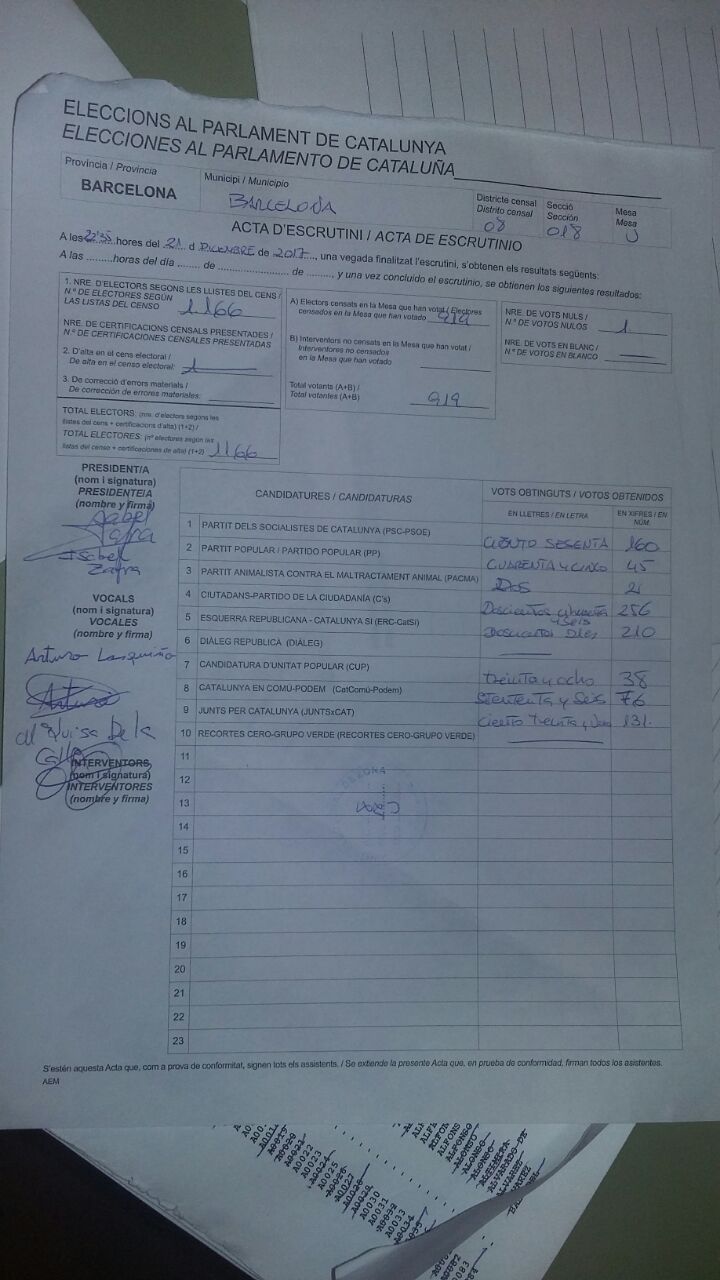 ELECCIONS AL PARLAMENT DE CATALUNYA
ELECCIONES AL PARLAMENTO DE CATALUÑA
Província / Provincia
BARCELONA
Municipi / Municipio
BARCELONA
Districte censal
Distrito censal
08
Secció
Sección
018
Mesa
Mesa
U
ACTA D'ESCRUTINI / ACTA DE ESCRUTINIO
A les 22:35 hores del 21 d DICIEMBRE de 2017, una vegada finalitzat l'escrutini, s'obtenen els resultats següents:
A las .........horas del día ....... de ........................ de ........., y una vez concluido el escrutinio, se obtienen los siguientes resultados:
1. NRE. D'ELECTORS SEGONS LES LLISTES DEL CENS /
N.º DE ELECTORES SEGÚN
LAS LISTAS DEL CENSO
1166
NRE. DE CERTIFICACIONS CENSALS PRESENTADES /
N.º DE CERTIFICACIONES CENSALES PRESENTADAS
2. D'alta en el cens electoral /
De alta en el censo electoral:
3. De correcció d'errors materials /
De corrección de errores materiales:
TOTAL ELECTORS: (nre. d'electors segons les
llistes del cens + certificacions d'alta) (1+2) /
TOTAL ELECTORES: (nº electores según las
listas del censo + certificaciones de alta) (1+2) 1166
A) Electors censats en la Mesa que han votat / Electores
censados en la Mesa que han votado 919
B) Interventors no censats en la Mesa que han votat /
Interventores no censados
en la Mesa que han votado
Total votants (A+B) /
Total votantes (A+B)
919
NRE. DE VOTS NULS /
N.º DE VOTOS NULOS
1
NRE. DE VOTS EN BLANC /
N.º DE VOTOS EN BLANCO
PRESIDENT/A
(nom i signatura)
PRESIDENTE/A
(nombre y firma)
Isabel
Zafra
Isabel
Zafra
VOCALS
(nom i signatura)
VOCALES
(nombre y firma)
Arturo
Arturo
INTERVENTORS
(nom i signatura)
INTERVENTORES
(nombre y firma)
CANDIDATURES / CANDIDATURAS
VOTS OBTINGUTS / VOTOS OBTENIDOS
EN LLETRES / EN LETRA
EN XIFRES / EN NÚM.
1 PARTIT DELS SOCIALISTES DE CATALUNYA (PSC-PSOE) CIENTO SESENTA 160
2 PARTIT POPULAR / PARTIDO POPULAR (PP) CUARENTA Y CINCO 45
3 PARTIT ANIMALISTA CONTRA EL MALTRACTAMENT ANIMAL (PACMA) DOS 2
4 CIUTADANS-PARTIDO DE LA CIUDADANÍA (C's) Doscientos y Seis 256
5 ESQUERRA REPUBLICANA - CATALUNYA SÍ (ERC-CatSí) Doscientos Diez 210
6 DIÀLEG REPUBLICÀ (DIÀLEG)
7 CANDIDATURA D'UNITAT POPULAR (CUP) treinta y ocho 38
8 CATALUNYA EN COMÚ-PODEM (CatComú-Podem) SETENTA y Seis 76
9 JUNTS PER CATALUNYA (JUNTSxCAT) Ciento treinta y 131
10 RECORTES CERO-GRUPO VERDE (RECORTES CERO-GRUPO VERDE)
11
12
13
14
15
16
17
18
19
20
21
22
23
S'estén aquesta Acta que, com a prova de conformitat, signen tots els assistents. / Se extiende la presente Acta que, en prueba de conformidad, firman todos los asistentes.
AEM